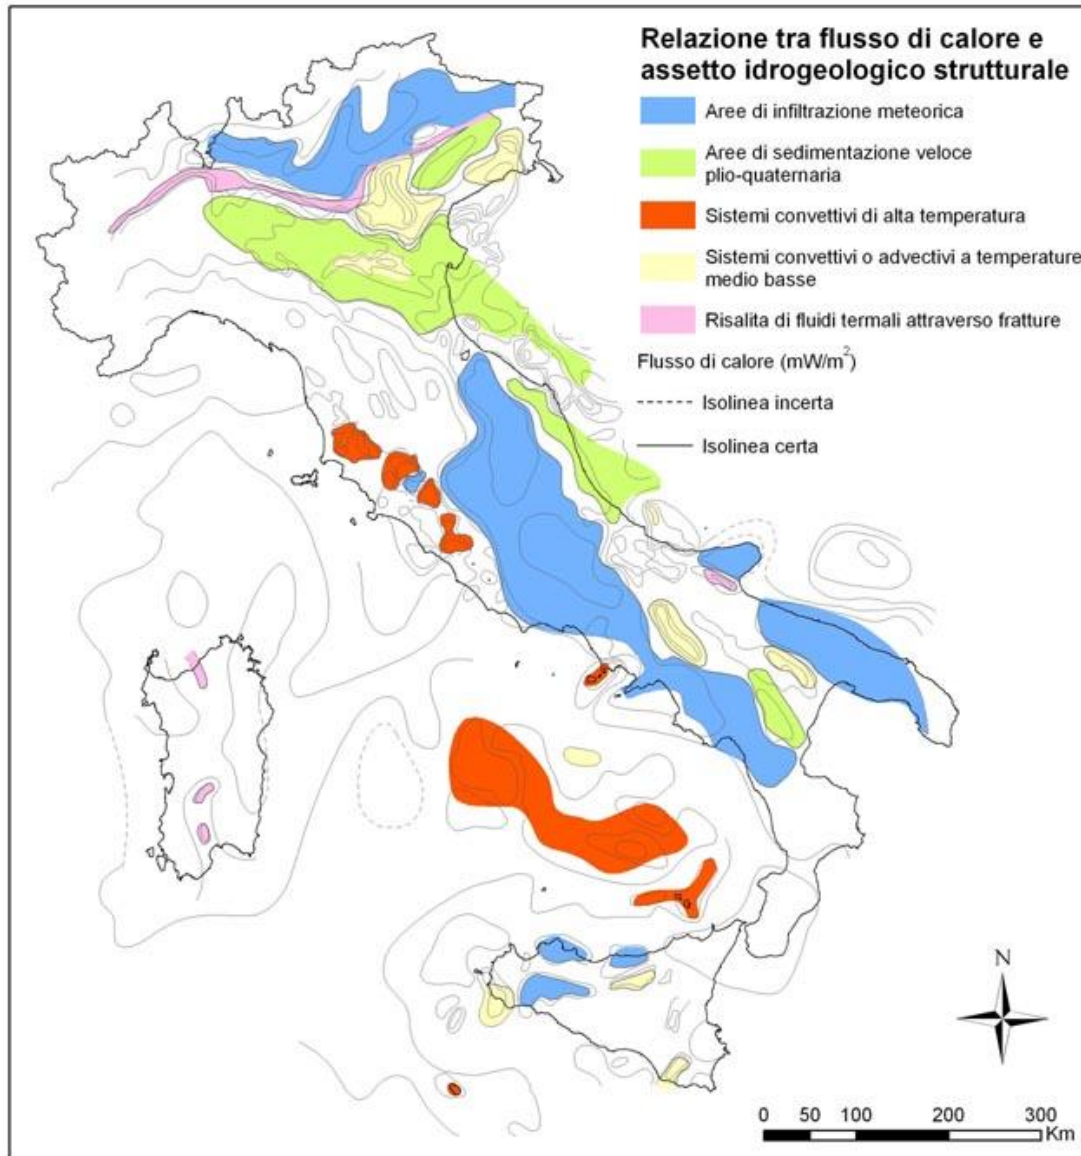 Relazione tra flusso di calore e
assetto idrogeologico strutturale
Aree di infiltrazione meteorica
Aree di sedimentazione veloce
plio-quaternaria
Sistemi convettivi di alta temperatura
Sistemi convettivi o advectivi a temperature
medio basse
Risalita di fluidi termali attraverso fratture
Flusso di calore (mW/m²)
Isolinea incerta
Isolinea certa
N
0 50 100 200 300
Km